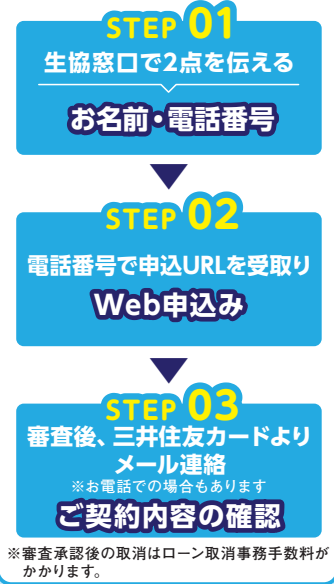 STEP 01
生協窓口で2点を伝える
お名前・電話番号
STEP 02
電話番号で申込URLを受取り
Web申込み
STEP 03
審査後、三井住友カードより
メール連絡
※お電話での場合もあります
ご契約内容の確認
※審査承認後の取消はローン取消事務手数料が
かかります。